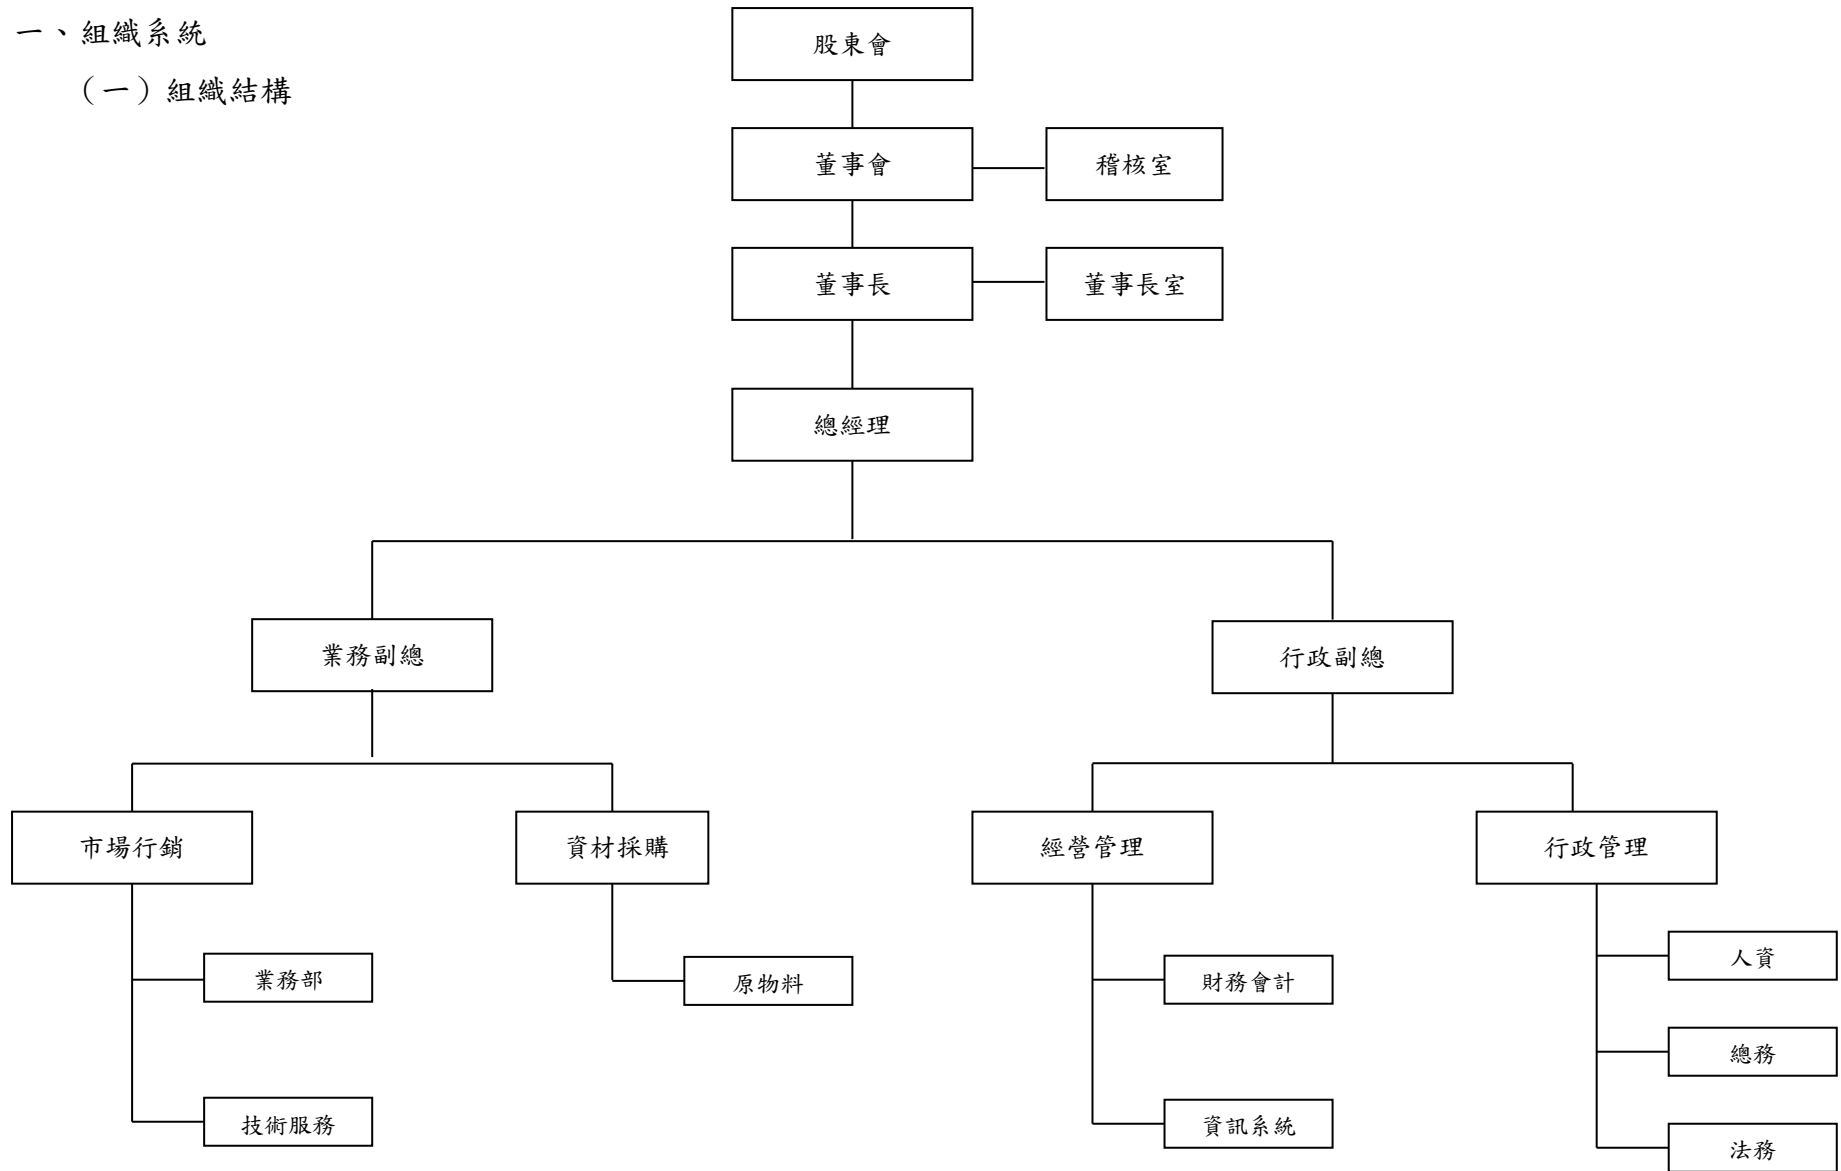 一、組織系統
（一）組織結構
股東會
董事會
稽核室
董事長
董事長室
總經理
業務副總
行政副總
市場行銷
資材採購
經營管理
行政管理
業務部
原物料
財務會計
人資
總務
技術服務
資訊系統
法務